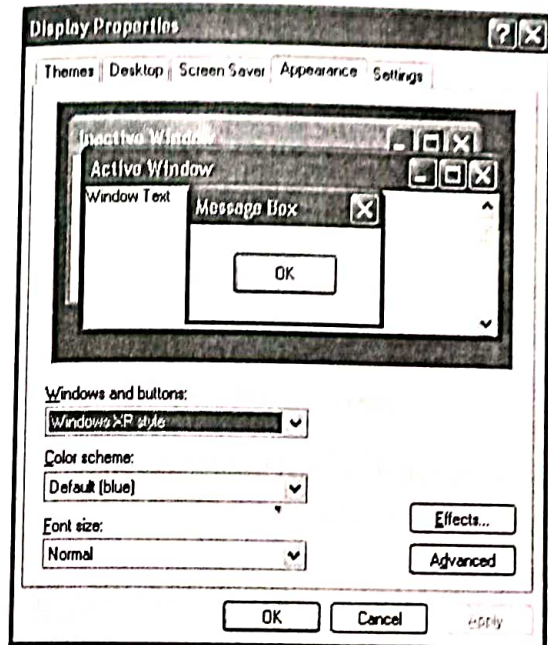 Display Properties
Themes Desktop Screen Saver Appearance Settings
Inactive Window
Active Window
Window Text
Message Box
OK
Windows and buttons:
Windows XP style
Color scheme:
Default (blue)
Font size:
Normal
Effects...
Advanced
OK Cancel Apply